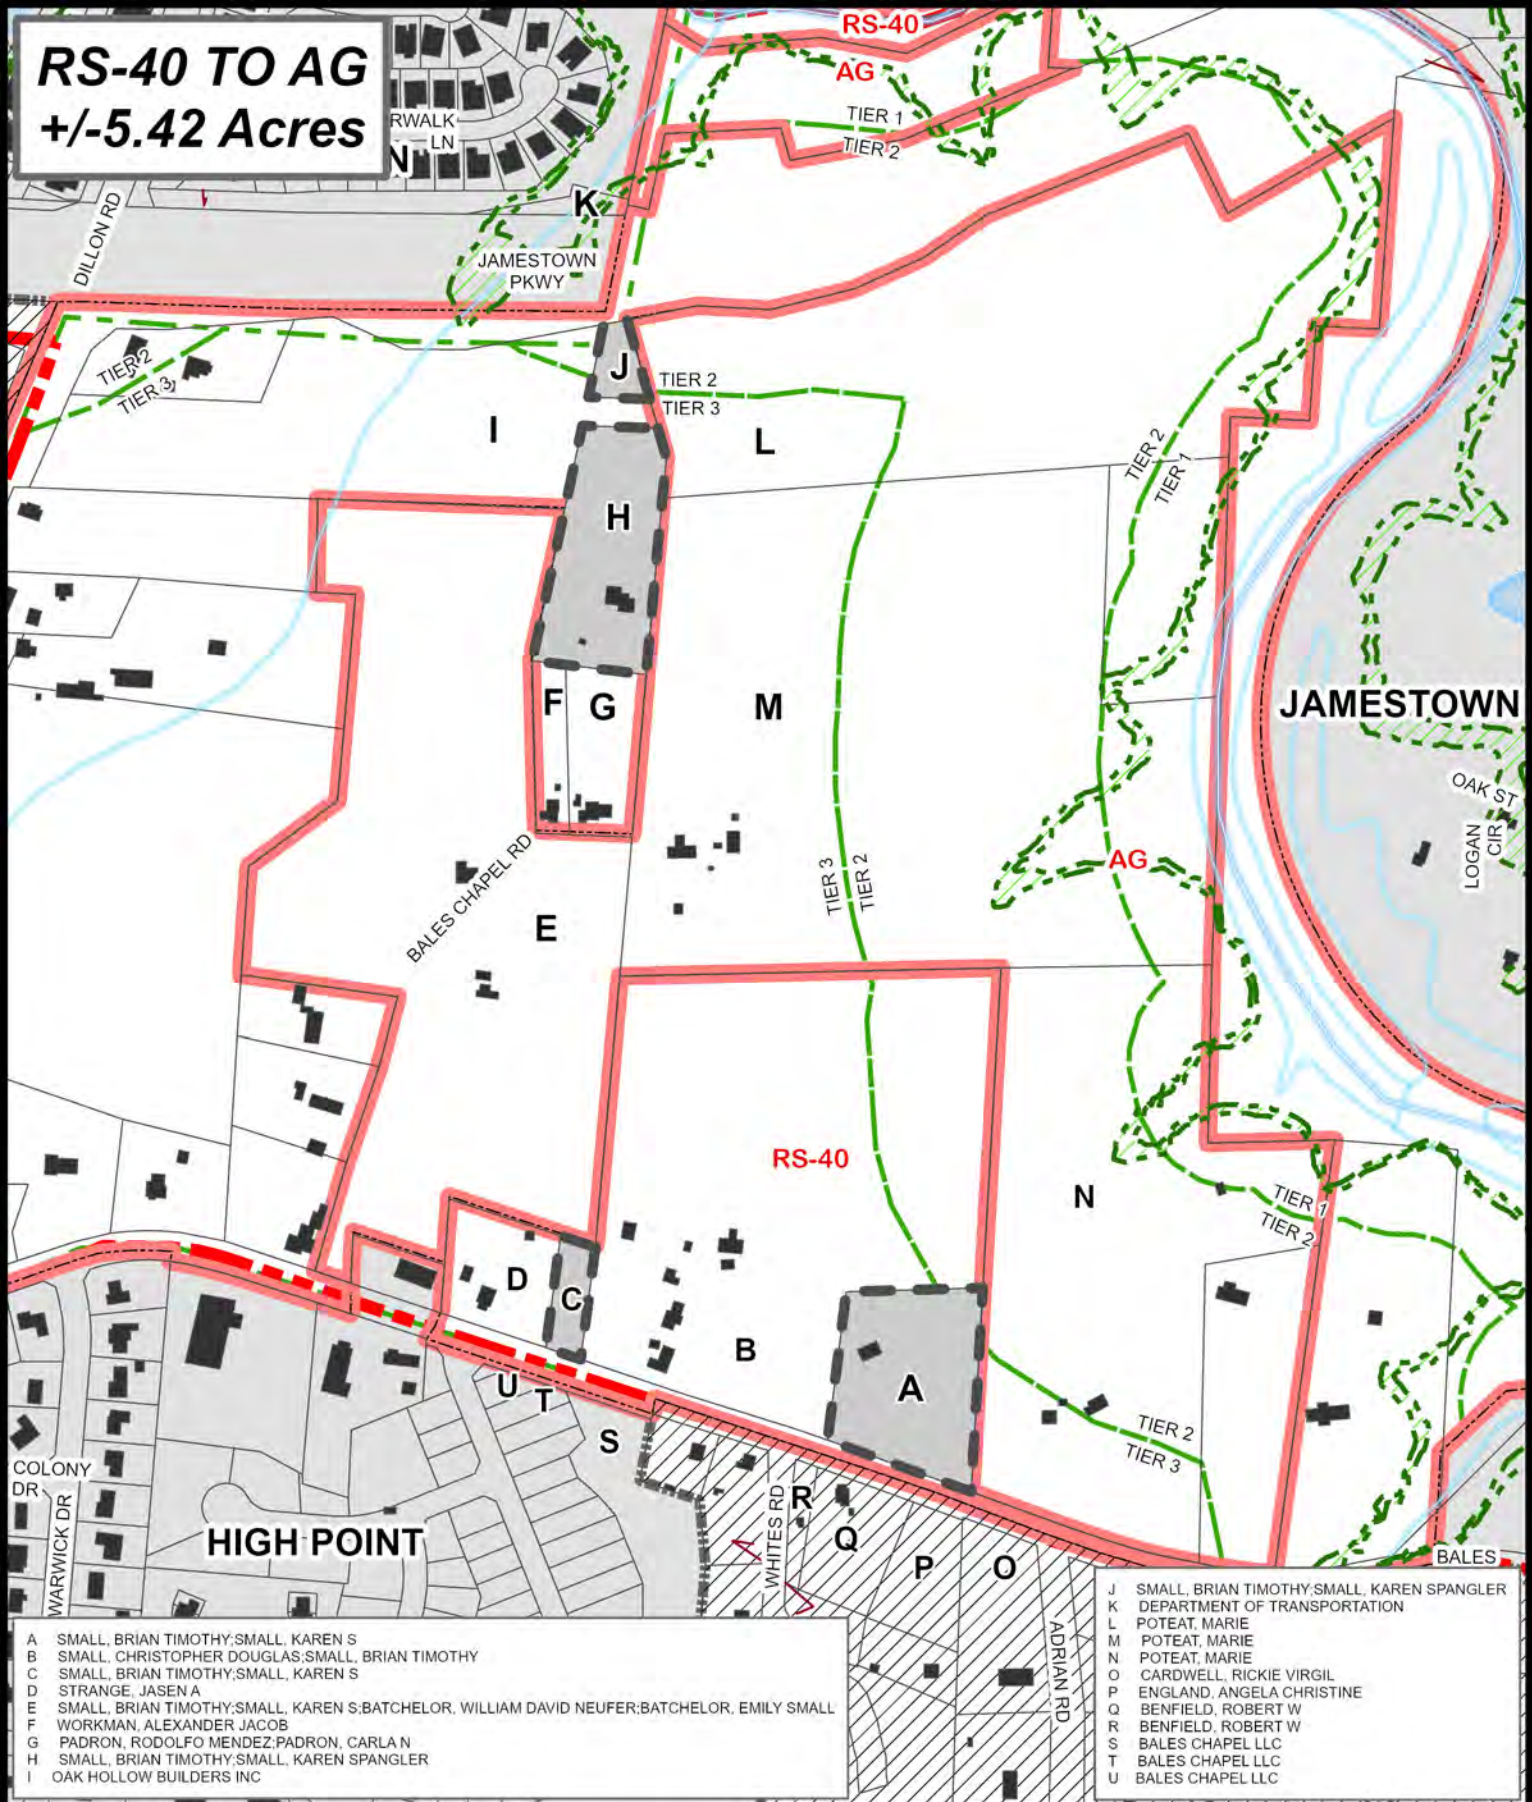 RS-40 TO AG
+/-5.42 Acres
RS-40
AG
TIER 1
TIER 2
RWALK
LN
N
K
DILLON RD
JAMESTOWN
PKWY
TIER 2
TIER 3
J
TIER 2
TIER 3
I
L
TIER 2
TIER 1
H
F
G
M
JAMESTOWN
OAK ST
LOGAN
CIR
AG
TIER 3
TIER 2
BALES CHAPEL RD
E
RS-40
N
TIER 1
TIER 2
D
C
B
A
U
T
S
TIER 2
TIER 3
COLONY
DR
WARWICK DR
HIGH POINT
WHITES RD
R
Q
P
O
ADRIAN RD
BALES
A SMALL, BRIAN TIMOTHY;SMALL, KAREN S
B SMALL, CHRISTOPHER DOUGLAS;SMALL, BRIAN TIMOTHY
C SMALL, BRIAN TIMOTHY;SMALL, KAREN S
D STRANGE, JASEN A
E SMALL, BRIAN TIMOTHY;SMALL, KAREN S;BATCHELOR, WILLIAM DAVID NEUFER;BATCHELOR, EMILY SMALL
F WORKMAN, ALEXANDER JACOB
G PADRON, RODOLFO MENDEZ;PADRON, CARLA N
H SMALL, BRIAN TIMOTHY;SMALL, KAREN SPANGLER
I OAK HOLLOW BUILDERS INC
J SMALL, BRIAN TIMOTHY;SMALL, KAREN SPANGLER
K DEPARTMENT OF TRANSPORTATION
L POTEAT, MARIE
M POTEAT, MARIE
N POTEAT, MARIE
O CARDWELL, RICKIE VIRGIL
P ENGLAND, ANGELA CHRISTINE
Q BENFIELD, ROBERT W
R BENFIELD, ROBERT W
S BALES CHAPEL LLC
T BALES CHAPEL LLC
U BALES CHAPEL LLC